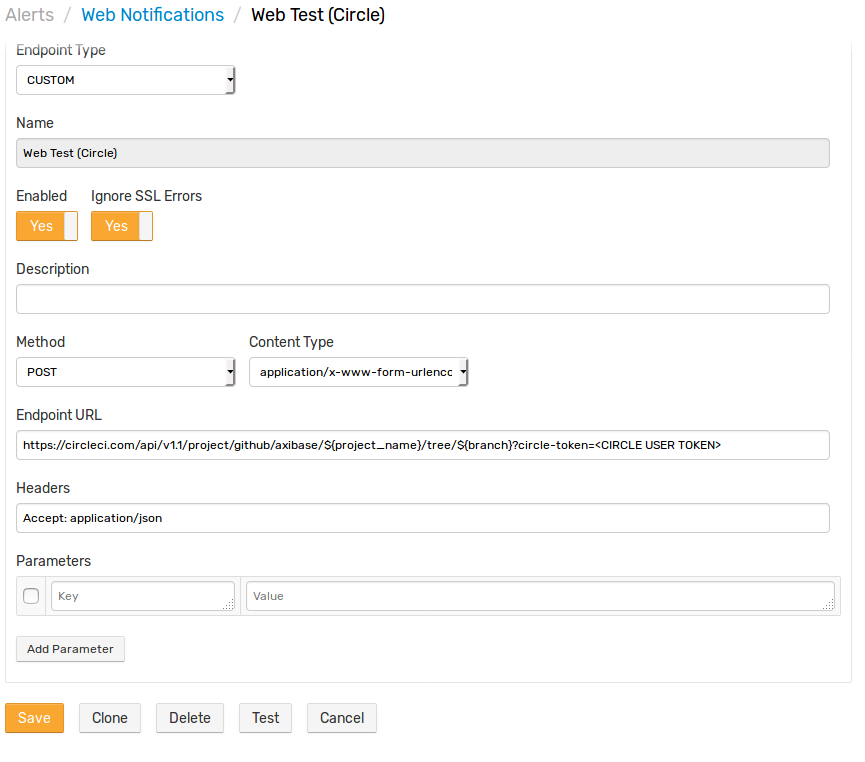 Alerts / Web Notifications / Web Test (Circle)
Endpoint Type
CUSTOM
Name
Web Test (Circle)
Enabled Ignore SSL Errors
Yes Yes
Description
Method Content Type
POST application/x-www-form-urlenc
Endpoint URL
https://circleci.com/api/v1.1/project/github/axibase/${project_name}/tree/${branch}?circle-token=<CIRCLE USER TOKEN>
Headers
Accept: application/json
Parameters
Key Value
Add Parameter
Save Clone Delete Test Cancel